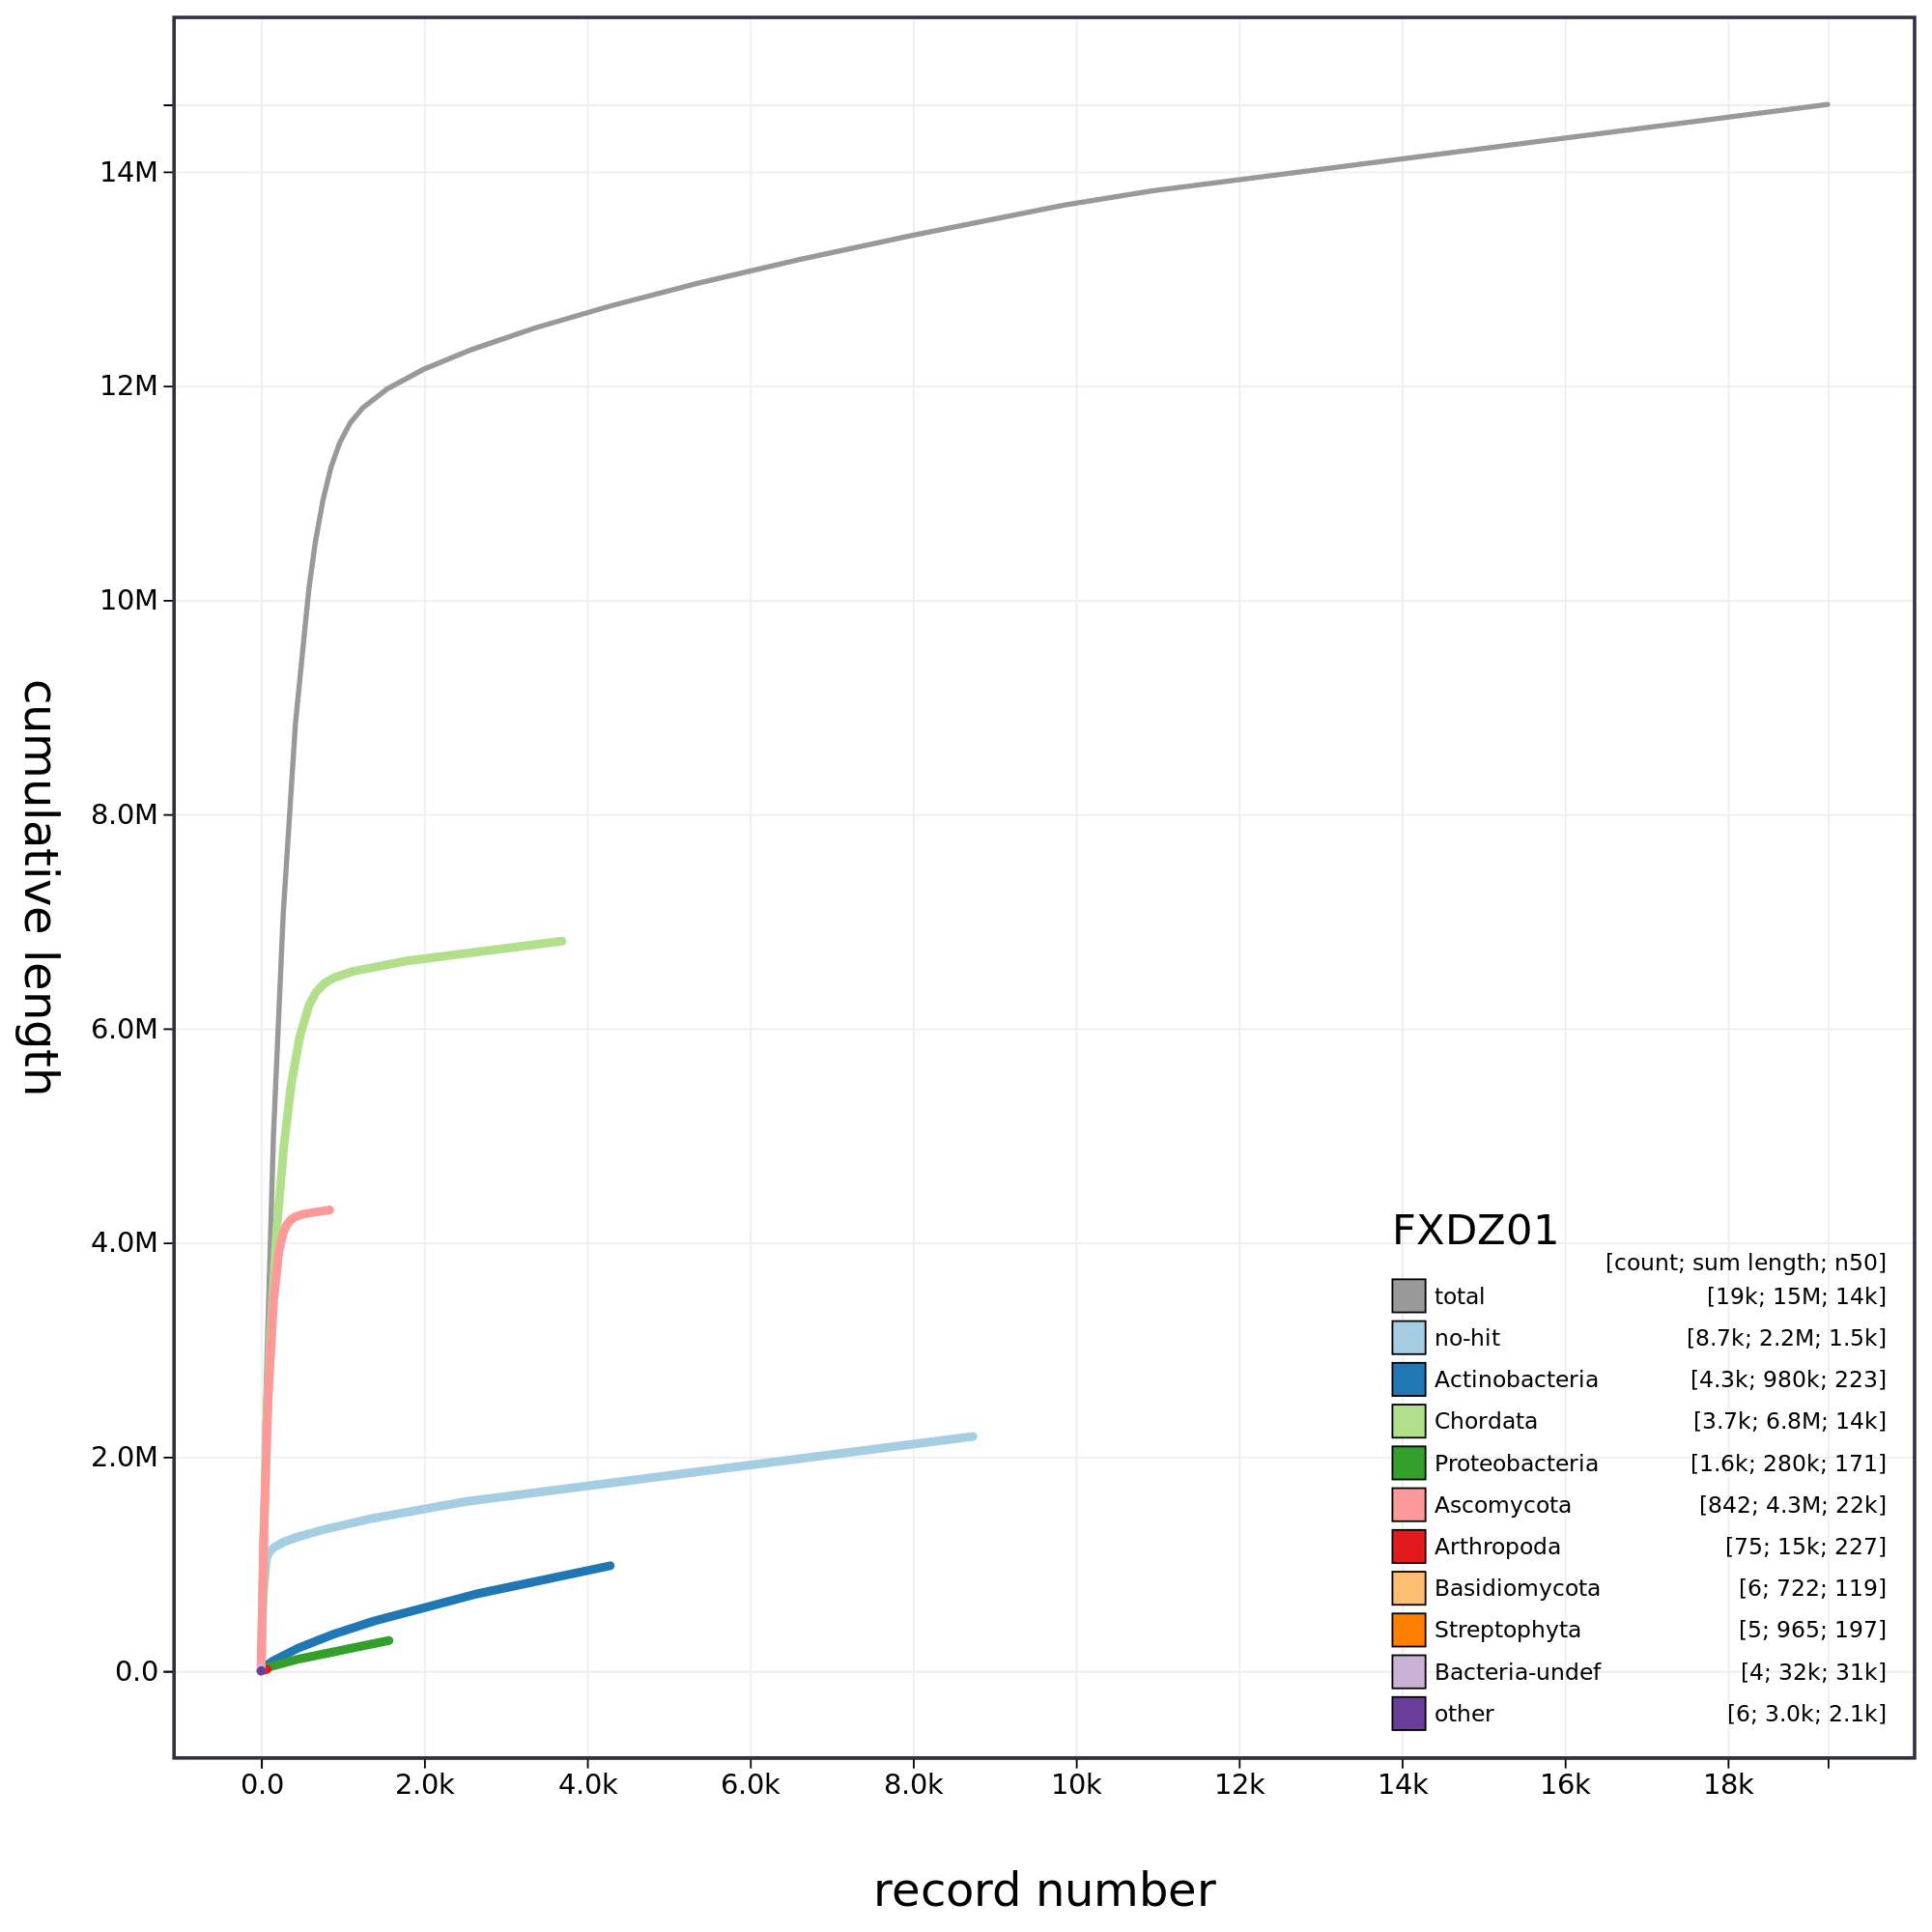 14M
12M
10M
8.0M
6.0M
4.0M
2.0M
0.0
cumulative length
FXDZ01
[count; sum length; n50]
total [19k; 15M; 14k]
no-hit [8.7k; 2.2M; 1.5k]
Actinobacteria [4.3k; 980k; 223]
Chordata [3.7k; 6.8M; 14k]
Proteobacteria [1.6k; 280k; 171]
Ascomycota [842; 4.3M; 22k]
Arthropoda [75; 15k; 227]
Basidiomycota [6; 722; 119]
Streptophyta [5; 965; 197]
Bacteria-undef [4; 32k; 31k]
other [6; 3.0k; 2.1k]
0.0 2.0k 4.0k 6.0k 8.0k 10k 12k 14k 16k 18k
record number